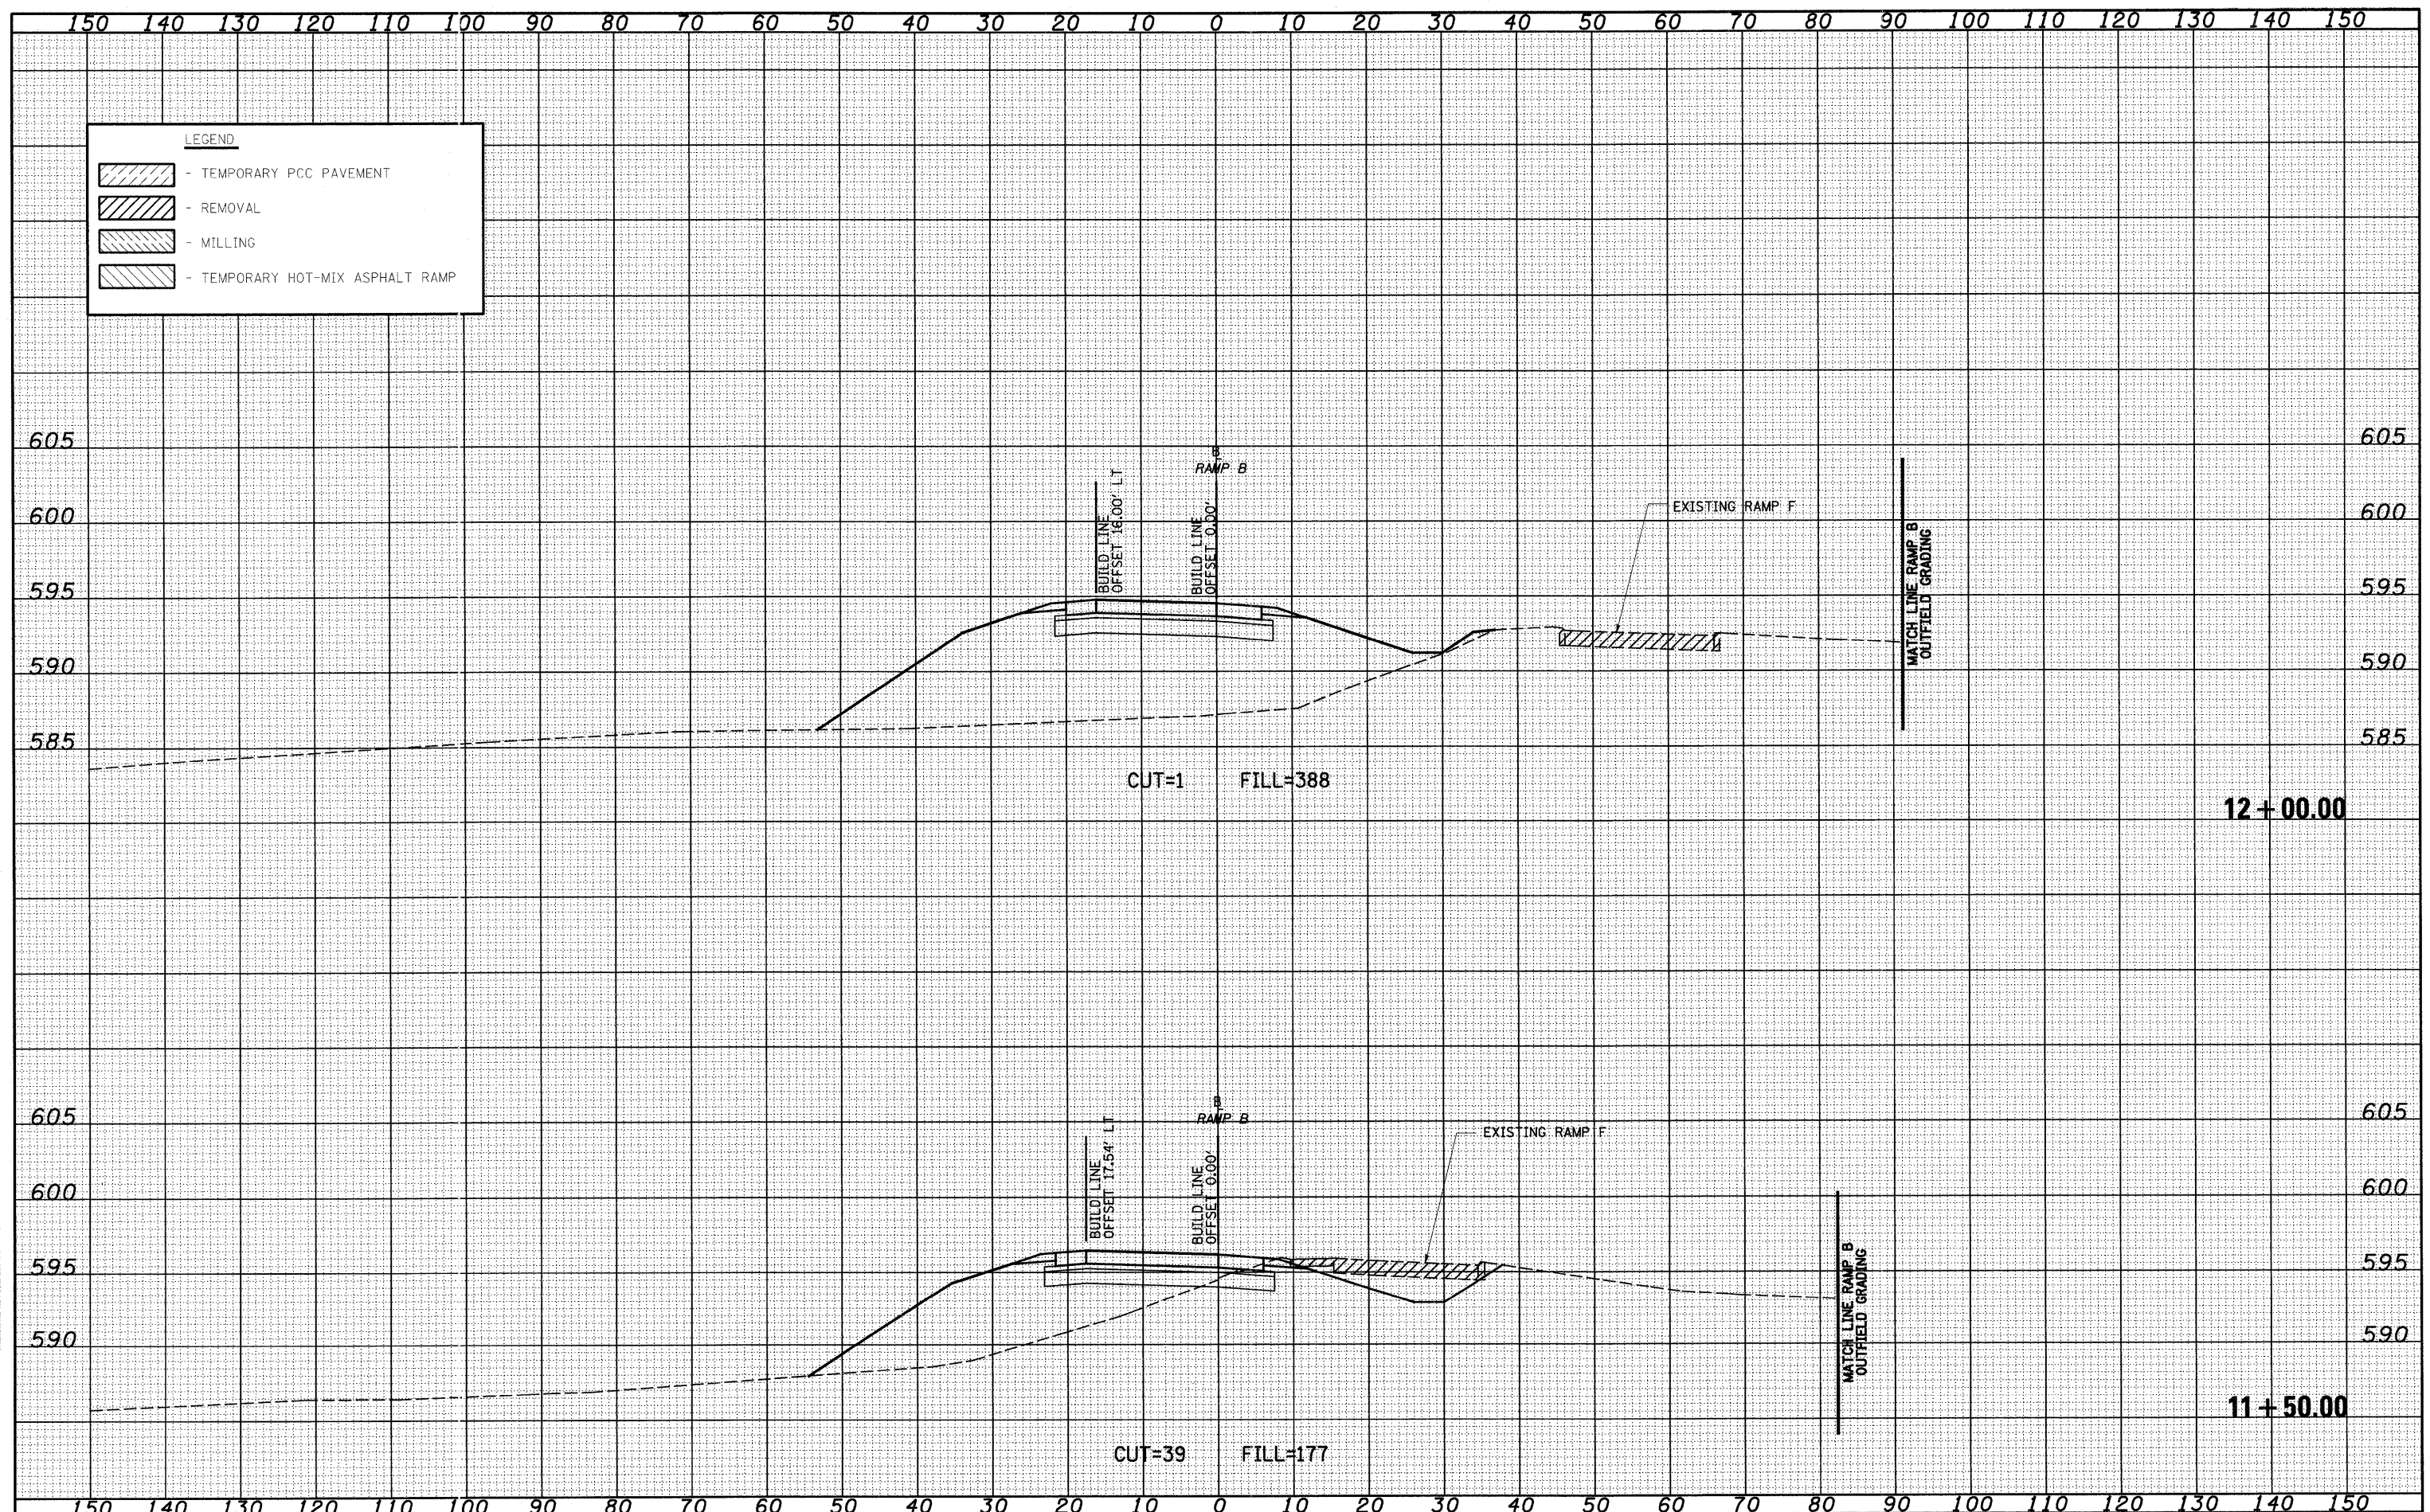 150 140 130 120 110 100 90 80 70 60 50 40 30 20 10 0 10 20 30 40 50 60 70 80 90 100 110 120 130 140 150
LEGEND
- TEMPORARY PCC PAVEMENT
- REMOVAL
- MILLING
- TEMPORARY HOT-MIX ASPHALT RAMP
605 605
B
RAMP B
BUILD LINE
OFFSET 16.00' LT
BUILD LINE
OFFSET 0.00'
EXISTING RAMP F
MATCH LINE RAMP B
OUTFIELD GRADING
600 600
595 595
590 590
585 585
CUT=1 FILL=388
12 + 00.00
605 605
B
RAMP B
BUILD LINE
OFFSET 17.54' LT
BUILD LINE
OFFSET 0.00'
EXISTING RAMP F
MATCH LINE RAMP B
OUTFIELD GRADING
600 600
595 595
590 590
11 + 50.00
CUT=39 FILL=177
150 140 130 120 110 100 90 80 70 60 50 40 30 20 10 0 10 20 30 40 50 60 70 80 90 100 110 120 130 140 150